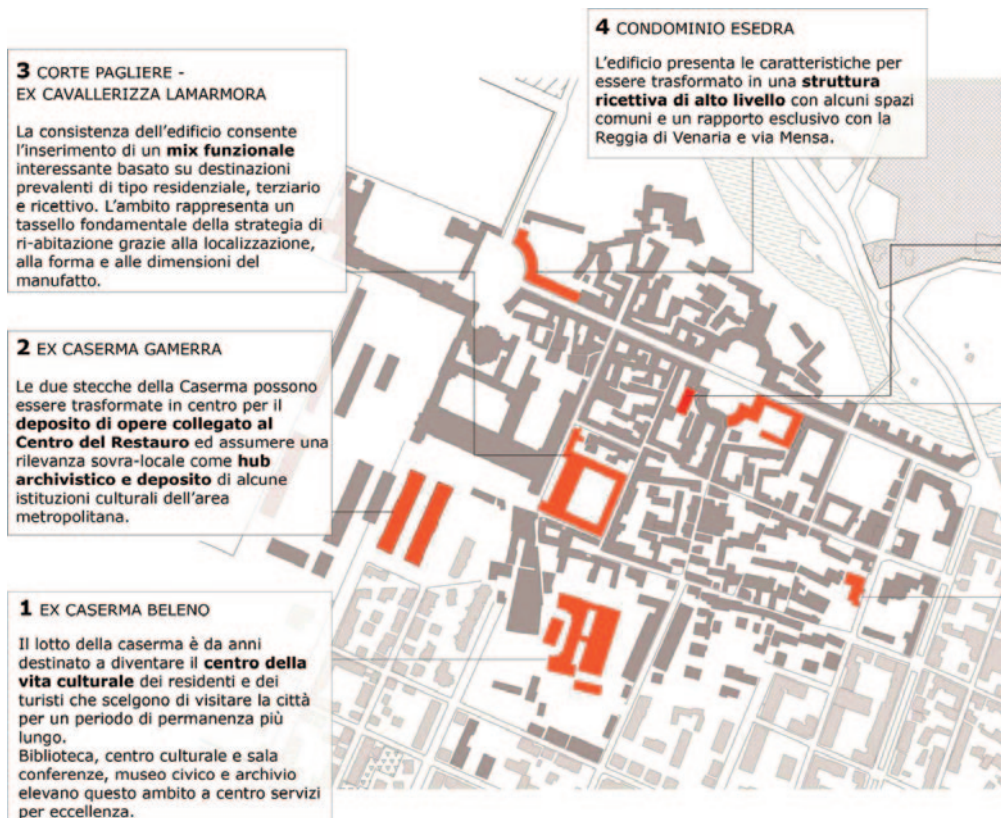 4 CONDOMINIO ESEDRA
L'edificio presenta le caratteristiche per
essere trasformato in una struttura
ricettiva di alto livello con alcuni spazi
comuni e un rapporto esclusivo con la
Reggia di Venaria e via Mensa.
3 CORTE PAGLIERE -
EX CAVALLERIZZA LAMARMORA
La consistenza dell'edificio consente
l'inserimento di un mix funzionale
interessante basato su destinazioni
prevalenti di tipo residenziale, terziario
e ricettivo. L'ambito rappresenta un
tassello fondamentale della strategia di
ri-abitazione grazie alla localizzazione,
alla forma e alle dimensioni del
manufatto.
2 EX CASERMA GAMERRA
Le due stecche della Caserma possono
essere trasformate in centro per il
deposito di opere collegato al
Centro del Restauro ed assumere una
rilevanza sovra-locale come hub
archivistico e deposito di alcune
istituzioni culturali dell'area
metropolitana.
1 EX CASERMA BELENO
Il lotto della caserma è da anni
destinato a diventare il centro della
vita culturale dei residenti e dei
turisti che scelgono di visitare la città
per un periodo di permanenza più
lungo.
Biblioteca, centro culturale e sala
conferenze, museo civico e archivio
elevano questo ambito a centro servizi
per eccellenza.